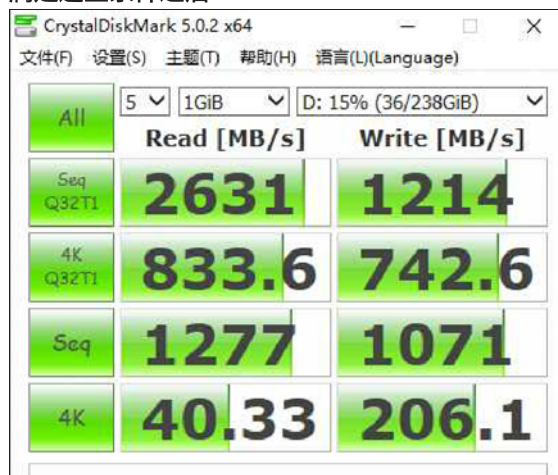 CrystalDiskMark 5.0.2 x64
文件(F) 设置(S) 主题(T) 帮助(H) 语言(L)(Language)
All 5 1GiB D: 15% (36/238GiB)
Read [MB/s] Write [MB/s]
Seq Q32T1 2631 1214
4K Q32T1 833.6 742.6
Seq 1277 1071
4K 40.33 206.1